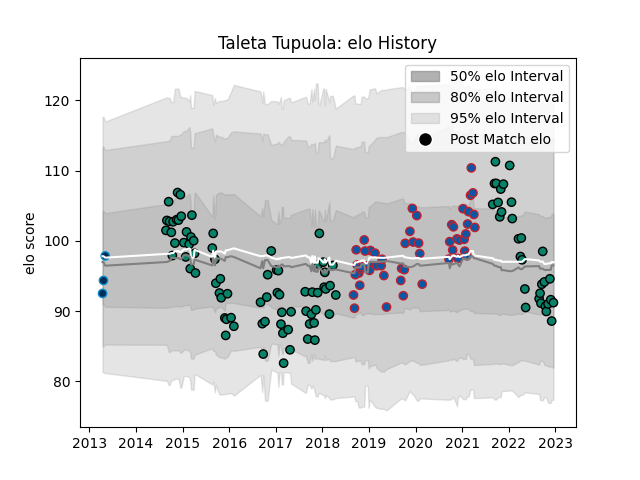 Taleta Tupuola: elo History
50% elo Interval
80% elo Interval
95% elo Interval
Post Match elo
elo score
120
110
100
90
80
2013 2014 2015 2016 2017 2018 2019 2020 2021 2022 2023